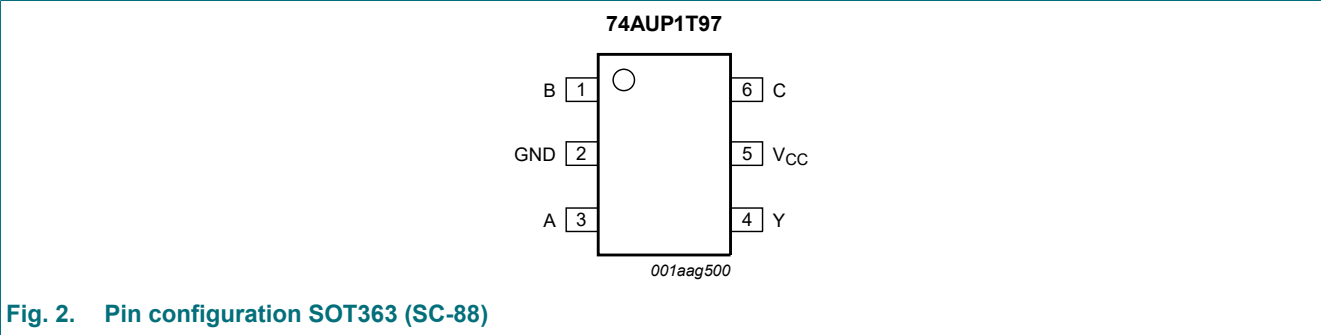 74AUP1T97
B 1 6 C
GND 2 5 VCC
A 3 4 Y
001aag500
Fig. 2. Pin configuration SOT363 (SC-88)